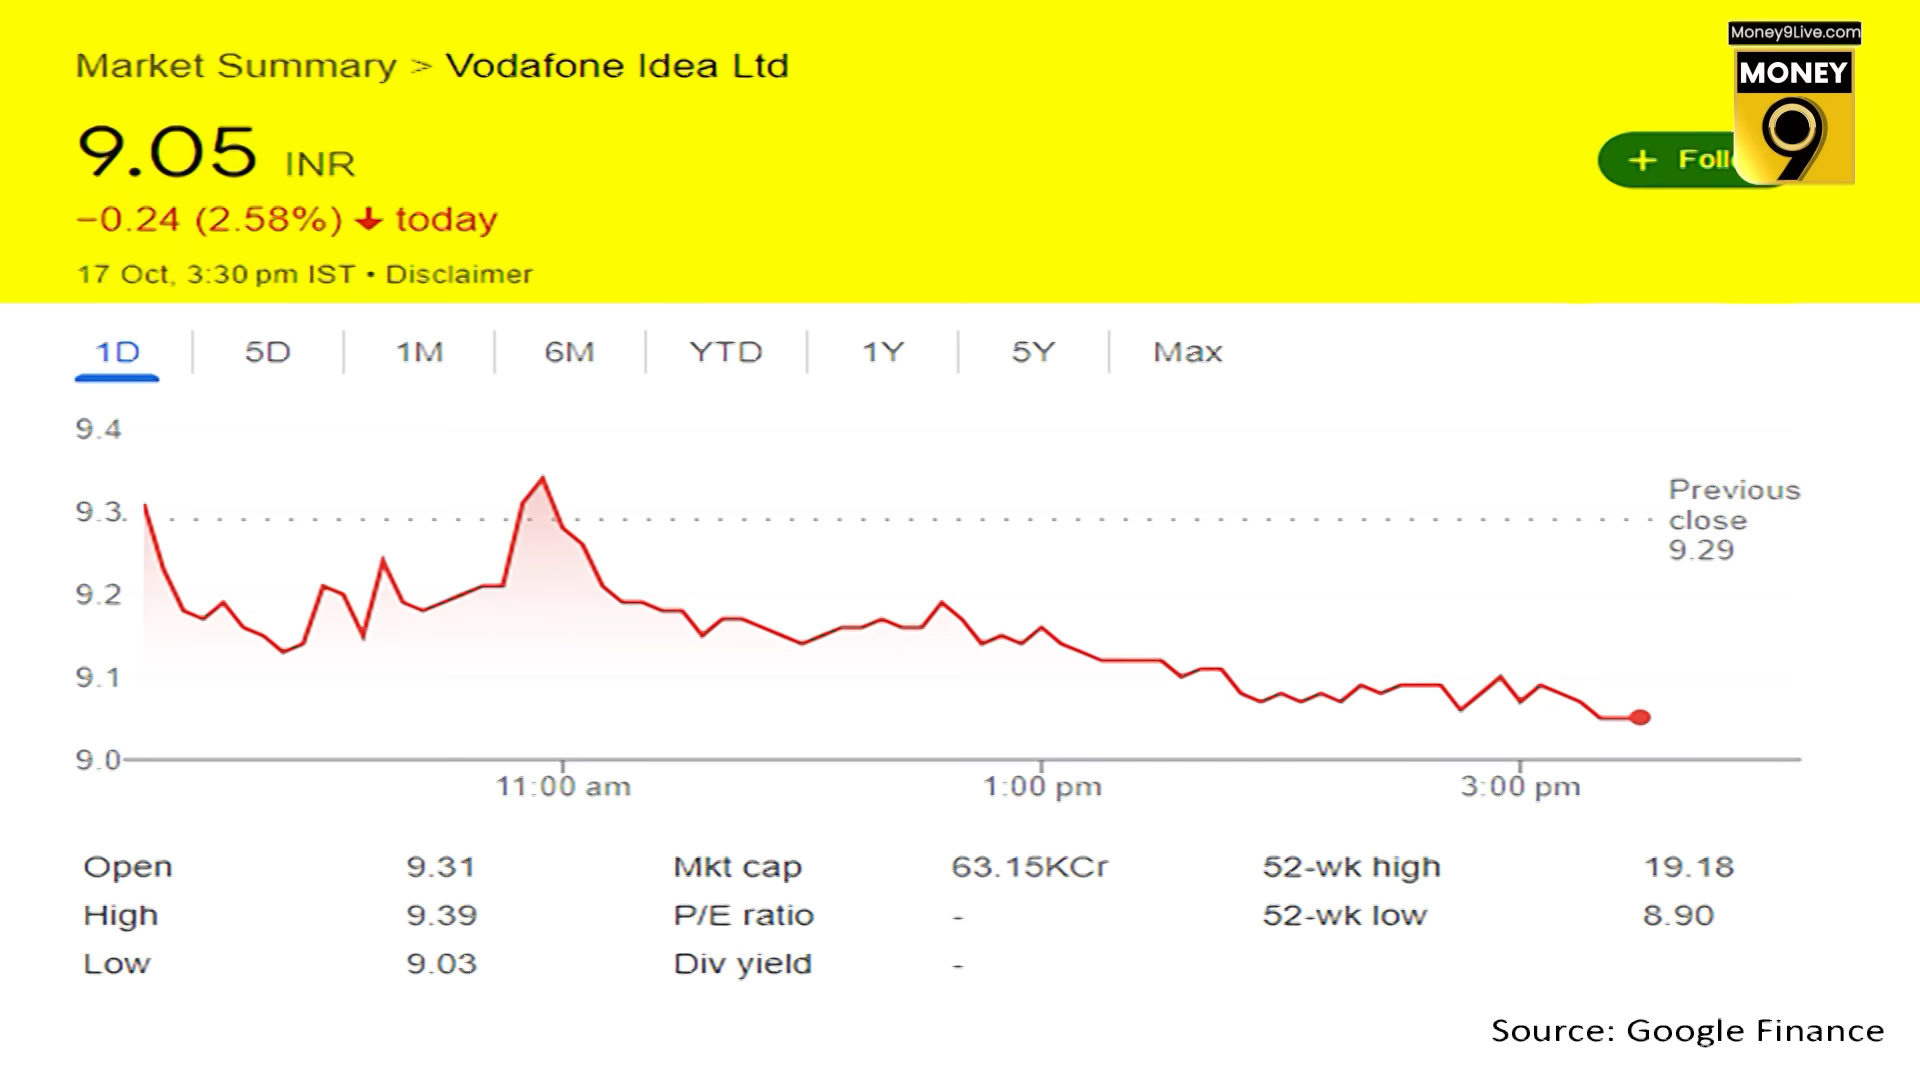 Money9Live.com
MONEY
9
Market Summary > Vodafone Idea Ltd
9.05 INR
−0.24 (2.58%) ↓ today
17 Oct, 3:30 pm IST • Disclaimer
+ Foll
1D 5D 1M 6M YTD 1Y 5Y Max
9.4
9.3
9.2
9.1
9.0
Previous
close
9.29
11:00 am 1:00 pm 3:00 pm
Open 9.31 Mkt cap 63.15KCr 52-wk high 19.18
High 9.39 P/E ratio - 52-wk low 8.90
Low 9.03 Div yield -
Source: Google Finance